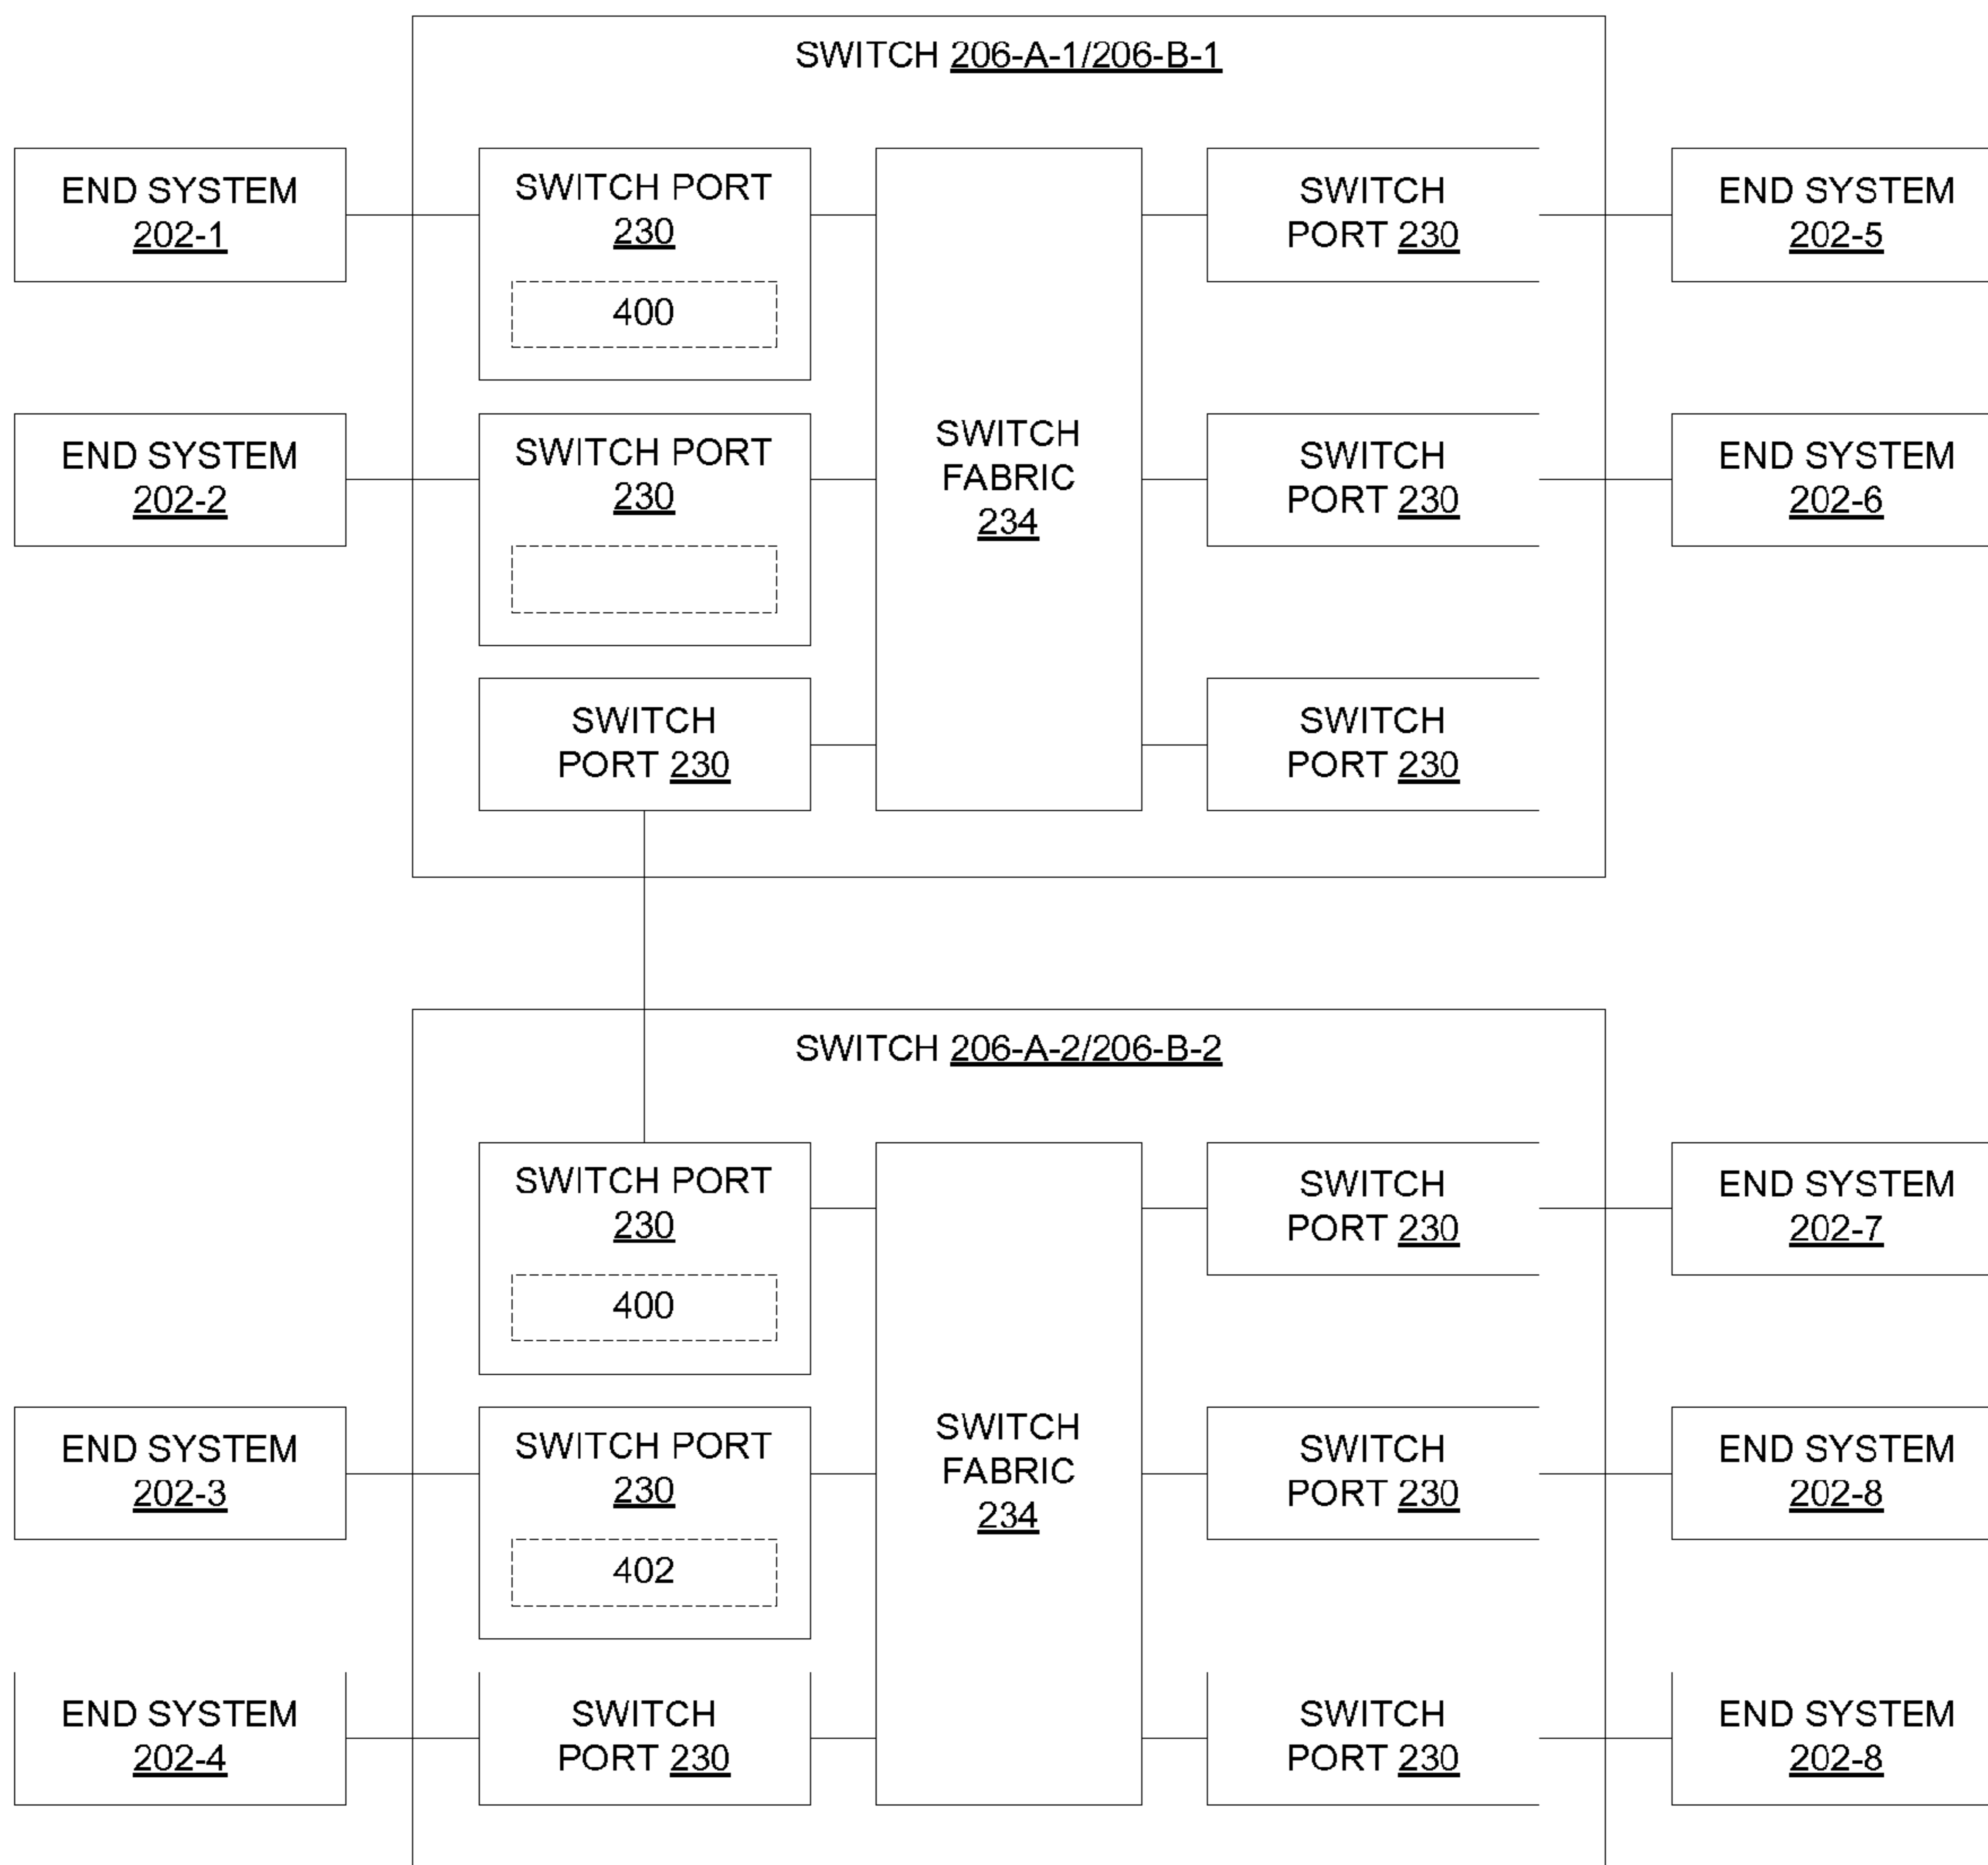 SWITCH 206-A-1/206-B-1
END SYSTEM
202-1
SWITCH PORT
230
400
SWITCH
PORT 230
END SYSTEM
202-5
END SYSTEM
202-2
SWITCH PORT
230
SWITCH
FABRIC
234
SWITCH
PORT 230
END SYSTEM
202-6
SWITCH
PORT 230
SWITCH
PORT 230
SWITCH 206-A-2/206-B-2
SWITCH PORT
230
400
SWITCH
PORT 230
END SYSTEM
202-7
END SYSTEM
202-3
SWITCH PORT
230
402
SWITCH
FABRIC
234
SWITCH
PORT 230
END SYSTEM
202-8
END SYSTEM
202-4
SWITCH
PORT 230
SWITCH
PORT 230
END SYSTEM
202-8